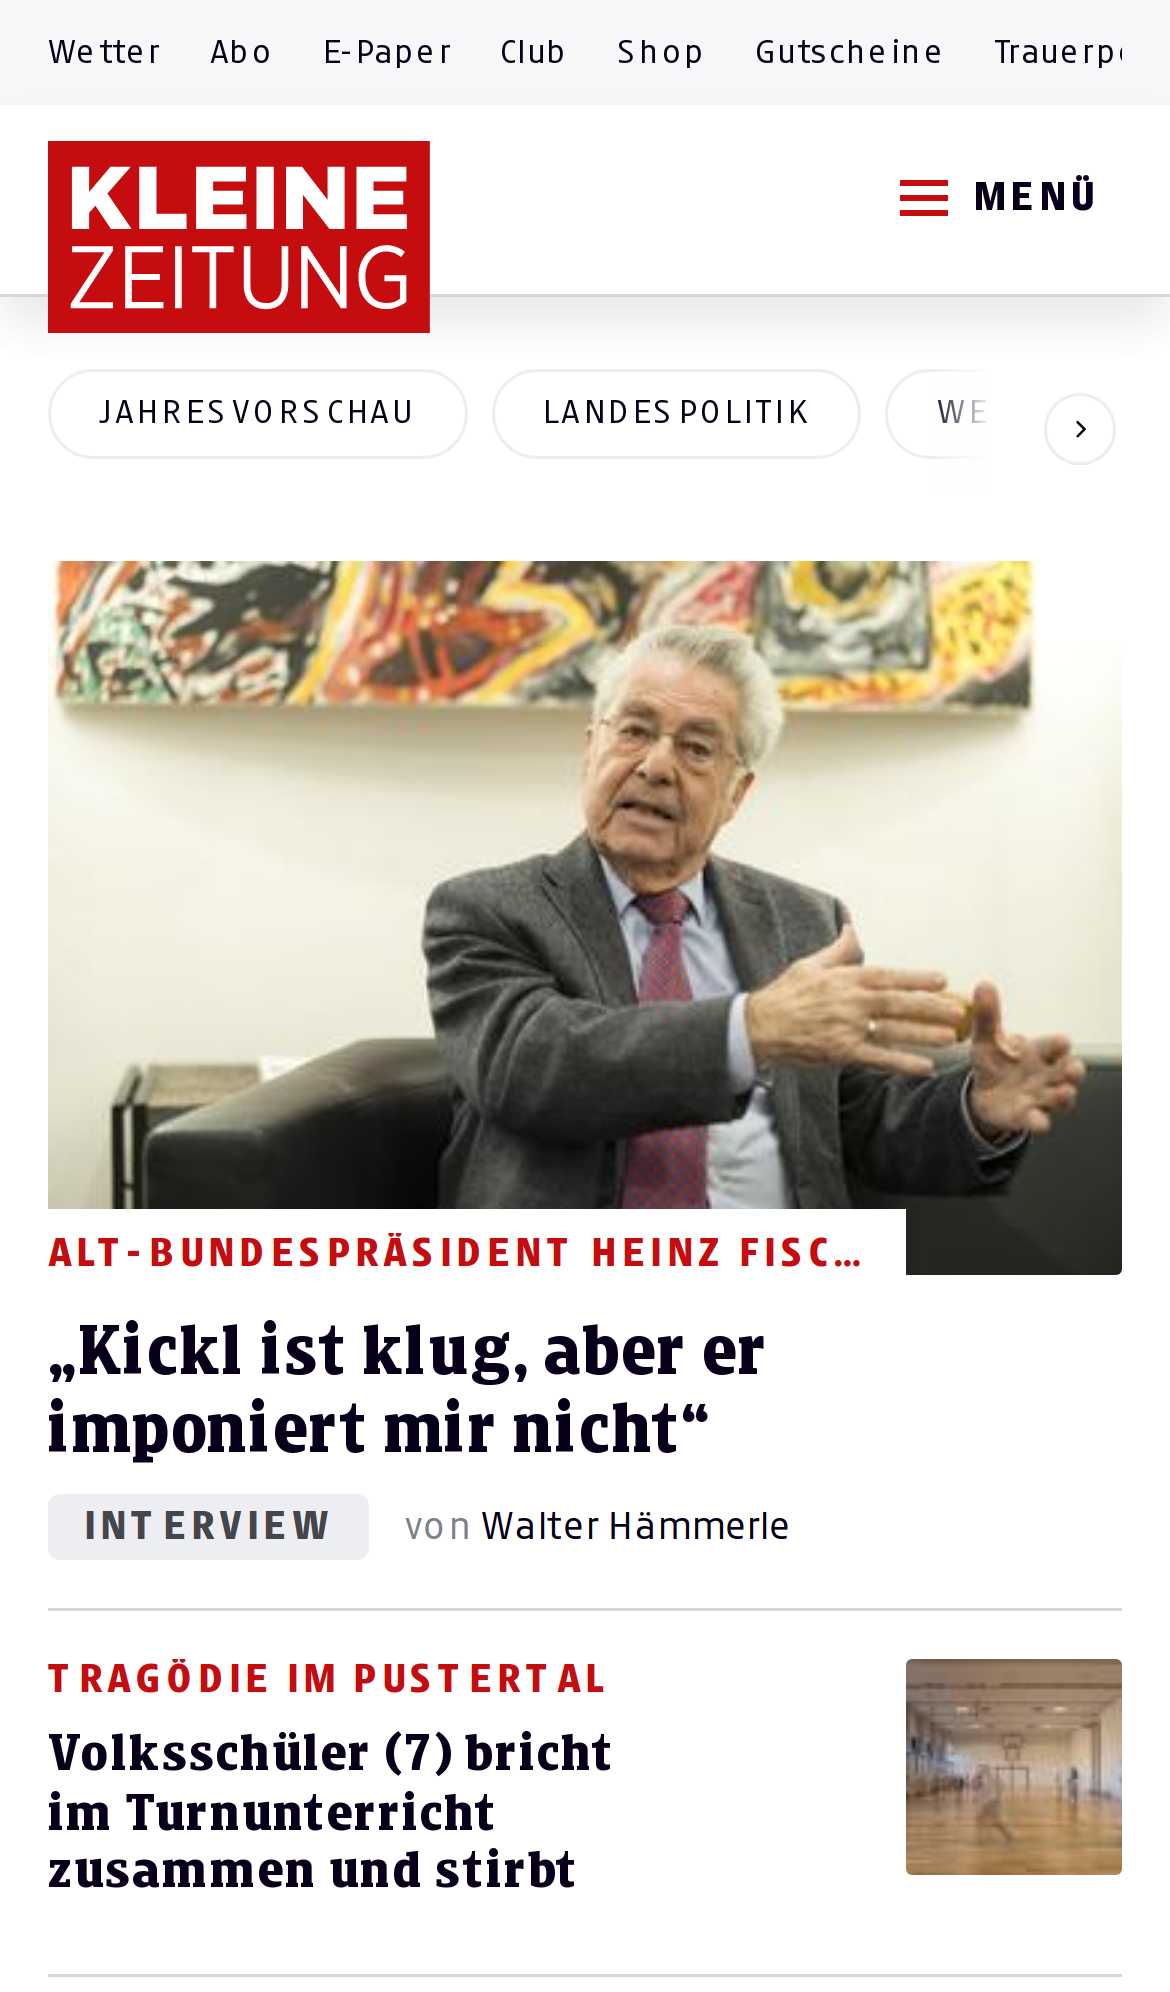 Wetter Abo E-Paper Club Shop Gutscheine Trauerp
KLEINE
ZEITUNG
MENÜ
JAHRESVORSCHAU LANDESPOLITIK WE
ALT-BUNDESPRÄSIDENT HEINZ FISC...
„Kickl ist klug, aber er
imponiert mir nicht“
INTERVIEW von Walter Hämmerle
TRAGÖDIE IM PUSTERTAL
Volksschüler (7) bricht
im Turnunterricht
zusammen und stirbt